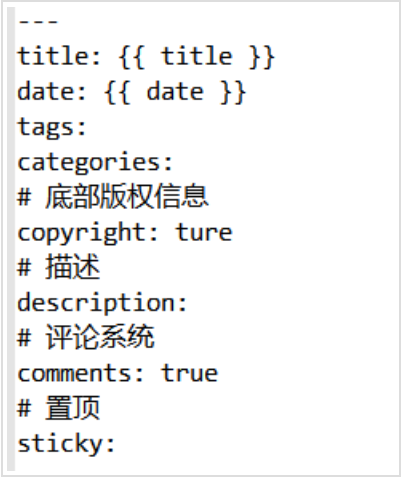 ---
title: {{ title }}
date: {{ date }}
tags:
categories:
# 底部版权信息
copyright: ture
# 描述
description:
# 评论系统
comments: true
# 置顶
sticky: